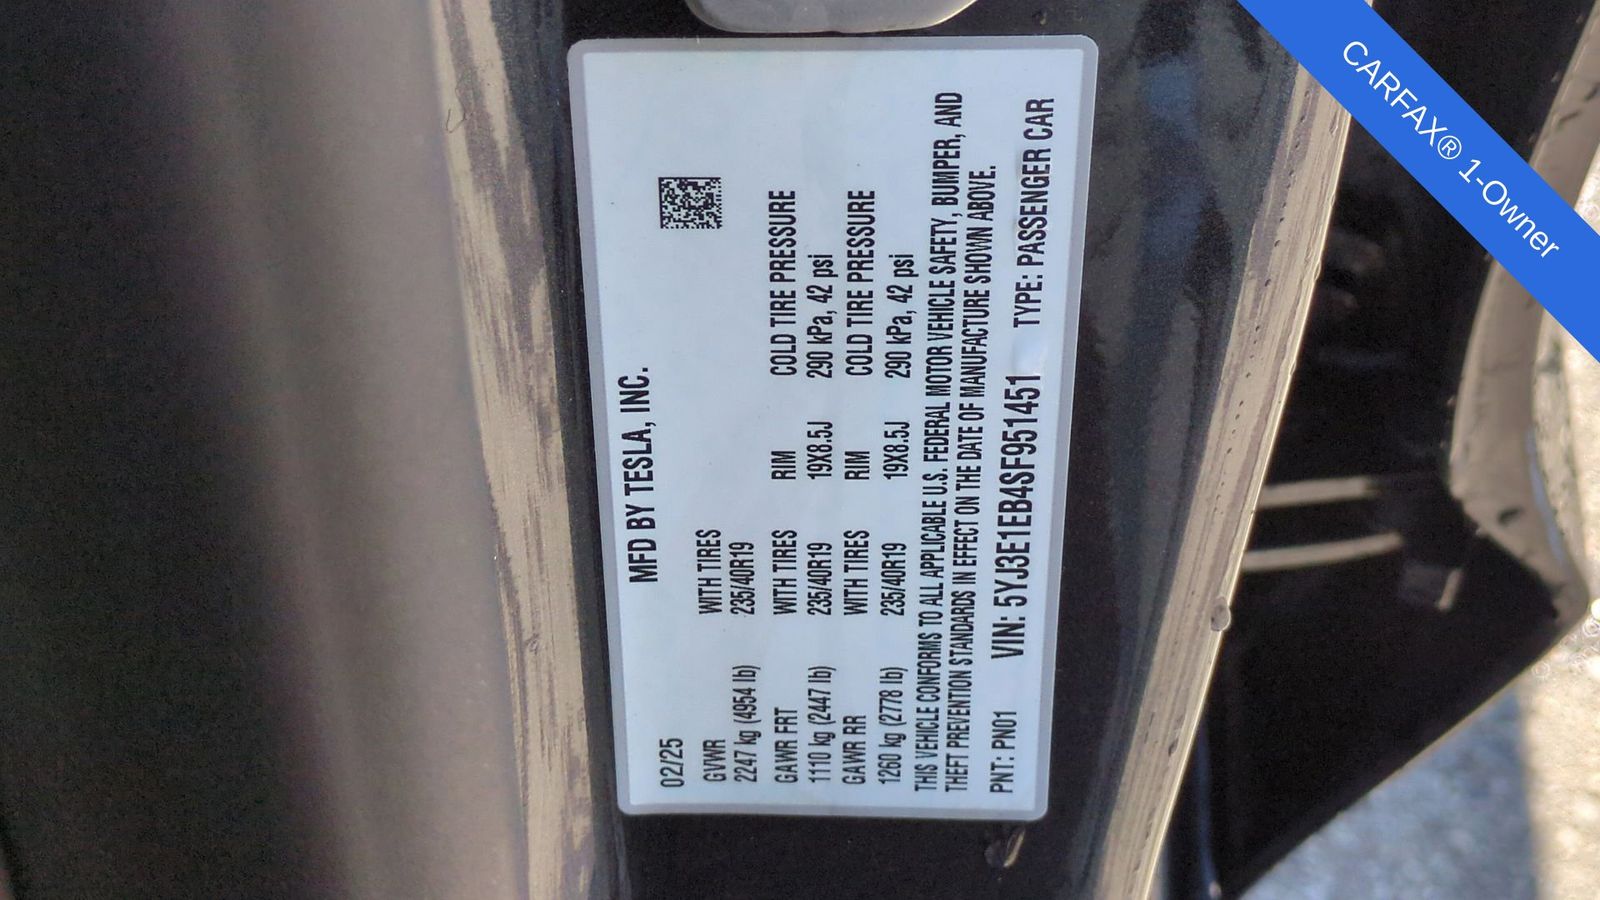 MFD BY TESLA, INC.
02/25
GVWR WITH TIRES
2247 kg (4954 lb) 235/40R19
GAWR FRT WITH TIRES RIM COLD TIRE PRESSURE
1110 kg (2447 lb) 235/40R19 19X8.5J 290 kPa, 42 psi
GAWR RR WITH TIRES RIM COLD TIRE PRESSURE
1260 kg (2778 lb) 235/40R19 19X8.5J 290 kPa, 42 psi
THIS VEHICLE CONFORMS TO ALL APPLICABLE U.S. FEDERAL MOTOR VEHICLE SAFETY, BUMPER, AND
THEFT PREVENTION STANDARDS IN EFFECT ON THE DATE OF MANUFACTURE SHOWN ABOVE.
PNT: PN01 VIN: 5YJ3E1EB4SF951451 TYPE: PASSENGER CAR
CARFAX® 1-Owner